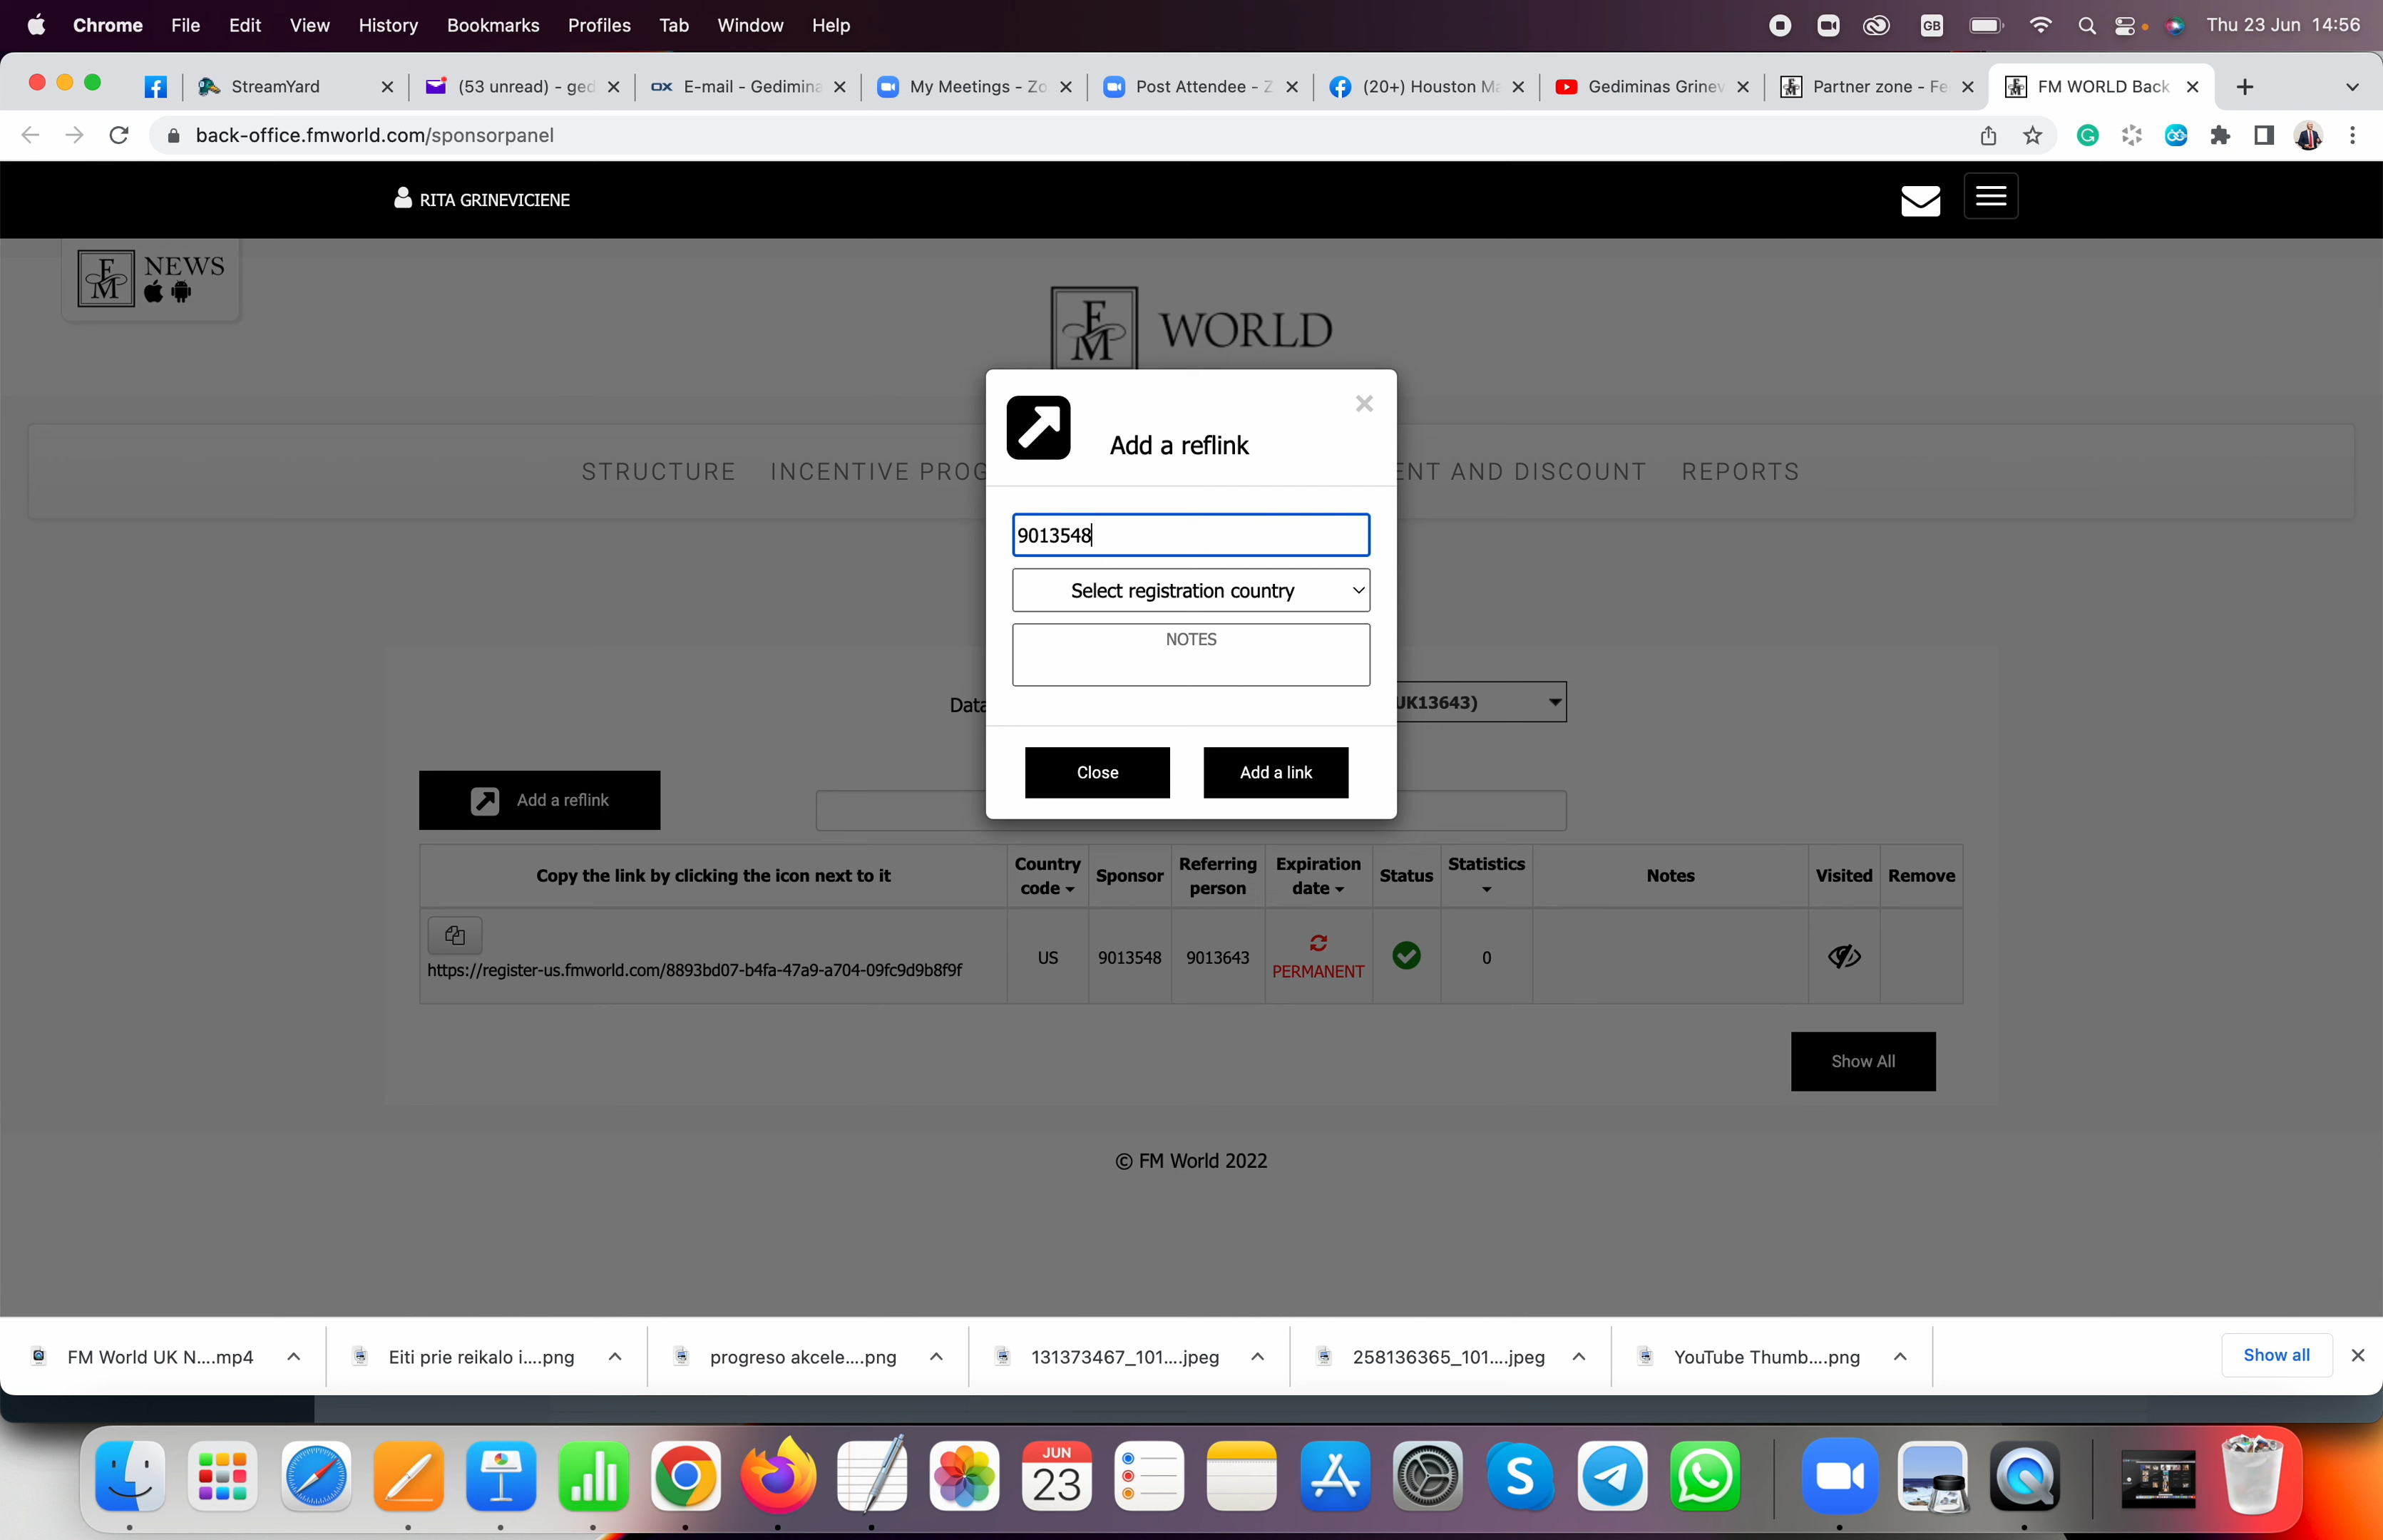 Chrome File Edit View History Bookmarks Profiles Tab Window Help GB Thu 23 Jun 14:56
StreamYard (53 unread) - ged E-mail - Gedimina My Meetings - Zo Post Attendee - Z (20+) Houston Ma Gediminas Grinev Partner zone - Fe FM WORLD Back
back-office.fmworld.com/sponsorpanel
RITA GRINEVICIENE
FM NEWS
FM WORLD
Add a reflink
STRUCTURE INCENTIVE PROG ENT AND DISCOUNT REPORTS
9013548
Select registration country
NOTES
Data UK13643)
Close Add a link
Add a reflink
Copy the link by clicking the icon next to it Country code Sponsor Referring person Expiration date Status Statistics Notes Visited Remove
https://register-us.fmworld.com/8893bd07-b4fa-47a9-a704-09fc9d9b8f9f US 9013548 9013643 PERMANENT 0
Show All
© FM World 2022
FM World UK N....mp4 Eiti prie reikalo i....png progreso akcele....png 131373467_101....jpeg 258136365_101....jpeg YouTube Thumb....png Show all
JUN
23